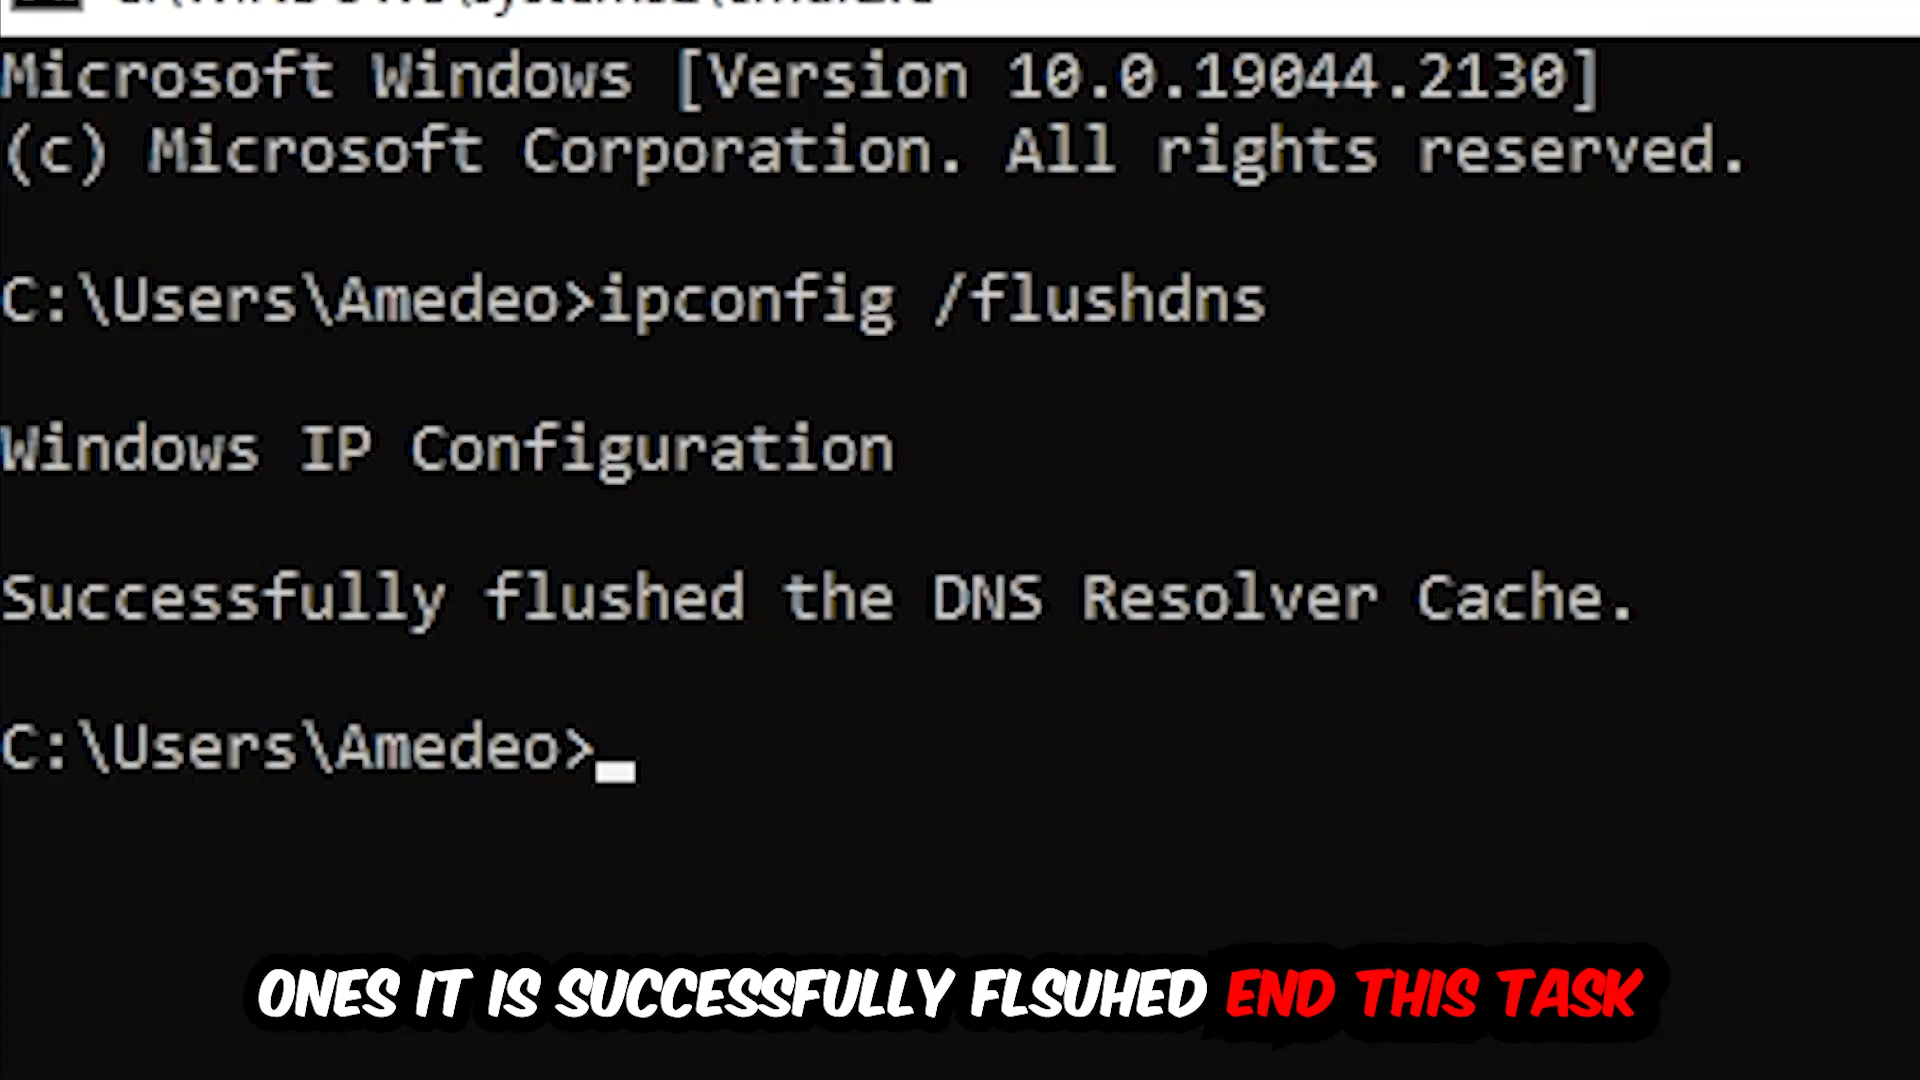 Microsoft Windows [Version 10.0.19044.2130]
(c) Microsoft Corporation. All rights reserved.
C:\Users\Amedeo>ipconfig /flushdns
Windows IP Configuration
Successfully flushed the DNS Resolver Cache.
C:\Users\Amedeo>
ONES IT IS SUCCESSFULLY FLSUHED END THIS TASK